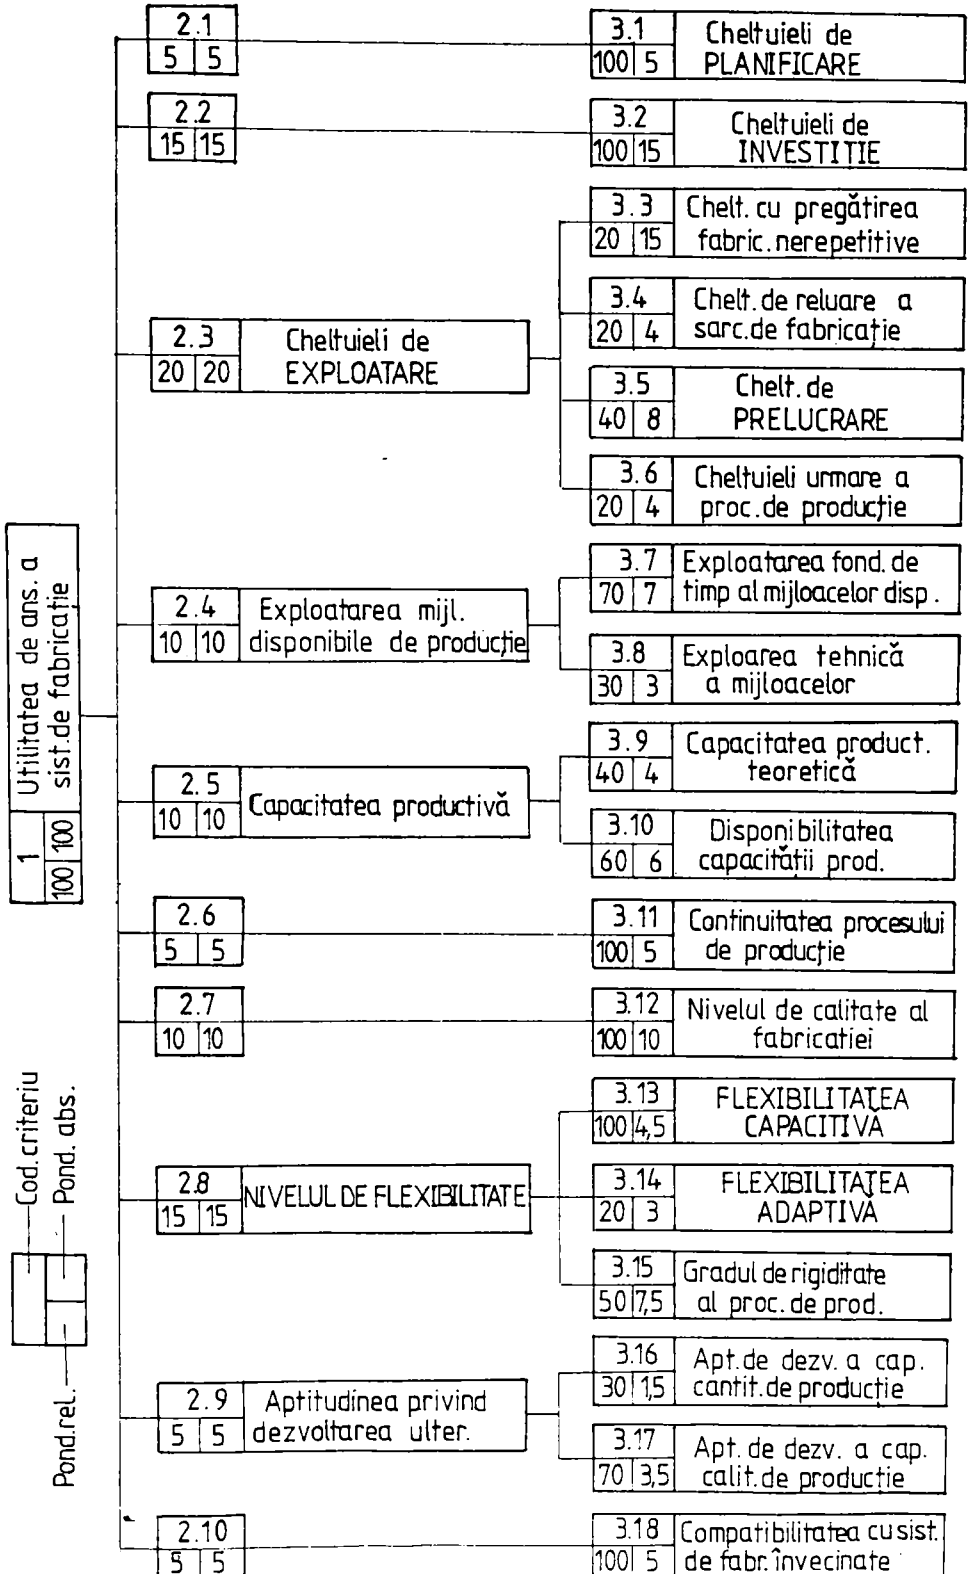 2.1
5 5
3.1
100 5
Cheltuieli de
PLANIFICARE
2.2
15 15
3.2
100 15
Cheltuieli de
INVESTITIE
3.3
20 15
Chelt. cu pregătirea
fabric. nerepetitive
3.4
20 4
Chelt. de reluare a
sarc. de fabricație
2.3
20 20
Cheltuieli de
EXPLOATARE
3.5
40 8
Chelt. de
PRELUCRARE
3.6
20 4
Cheltuieli urmare a
proc. de producție
1
100 100
Utilitatea de ans. a
sist. de fabricație
3.7
70 7
Exploatarea fond. de
timp al mijloacelor disp.
2.4
10 10
Exploatarea mijl.
disponibile de producție
3.8
30 3
Exploarea tehnică
a mijloacelor
3.9
40 4
Capacitatea product.
teoretică
2.5
10 10
Capacitatea productivă
3.10
60 6
Disponibilitatea
capacității prod.
2.6
5 5
3.11
100 5
Continuitatea procesului
de producție
2.7
10 10
3.12
100 10
Nivelul de calitate al
fabricatiei
3.13
100 4,5
FLEXIBILITATEA
CAPACITIVĂ
2.8
15 15
NIVELUL DE FLEXIBILITATE
3.14
20 3
FLEXIBILITATEA
ADAPTIVĂ
3.15
50 7,5
Gradul de rigiditate
al proc. de prod.
Cod. criteriu
Pond. abs.
Pond. rel.
3.16
30 1,5
Apt. de dezv. a cap.
cantit. de producție
2.9
5 5
Aptitudinea privind
dezvoltarea ulter.
3.17
70 3,5
Apt. de dezv. a cap.
calit. de producție
2.10
5 5
3.18
100 5
Compatibilitatea cu sist.
de fabr. învecinate